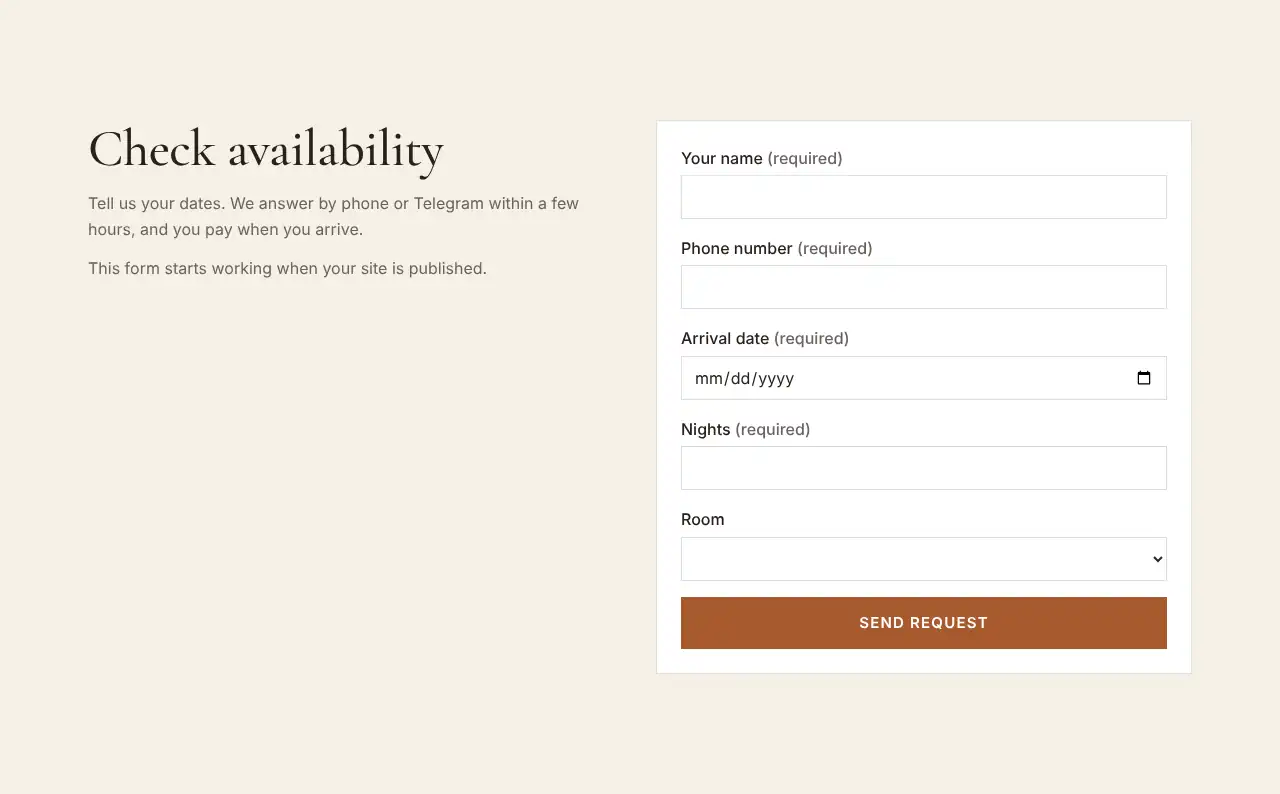 Check availability
Tell us your dates. We answer by phone or Telegram within a few
hours, and you pay when you arrive.
This form starts working when your site is published.
Your name (required)
Phone number (required)
Arrival date (required)
mm/dd/yyyy
Nights (required)
Room
SEND REQUEST